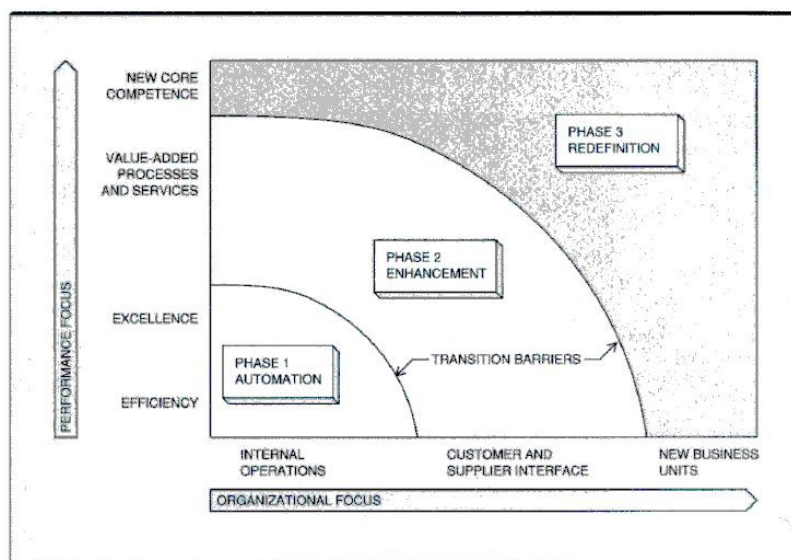 NEW CORE
COMPETENCE
PHASE 3
REDEFINITION
VALUE-ADDED
PROCESSES
AND SERVICES
PHASE 2
ENHANCEMENT
EXCELLENCE
PHASE 1
AUTOMATION
TRANSITION BARRIERS
EFFICIENCY
PERFORMANCE FOCUS
INTERNAL
OPERATIONS
CUSTOMER AND
SUPPLIER INTERFACE
NEW BUSINESS
UNITS
ORGANIZATIONAL FOCUS